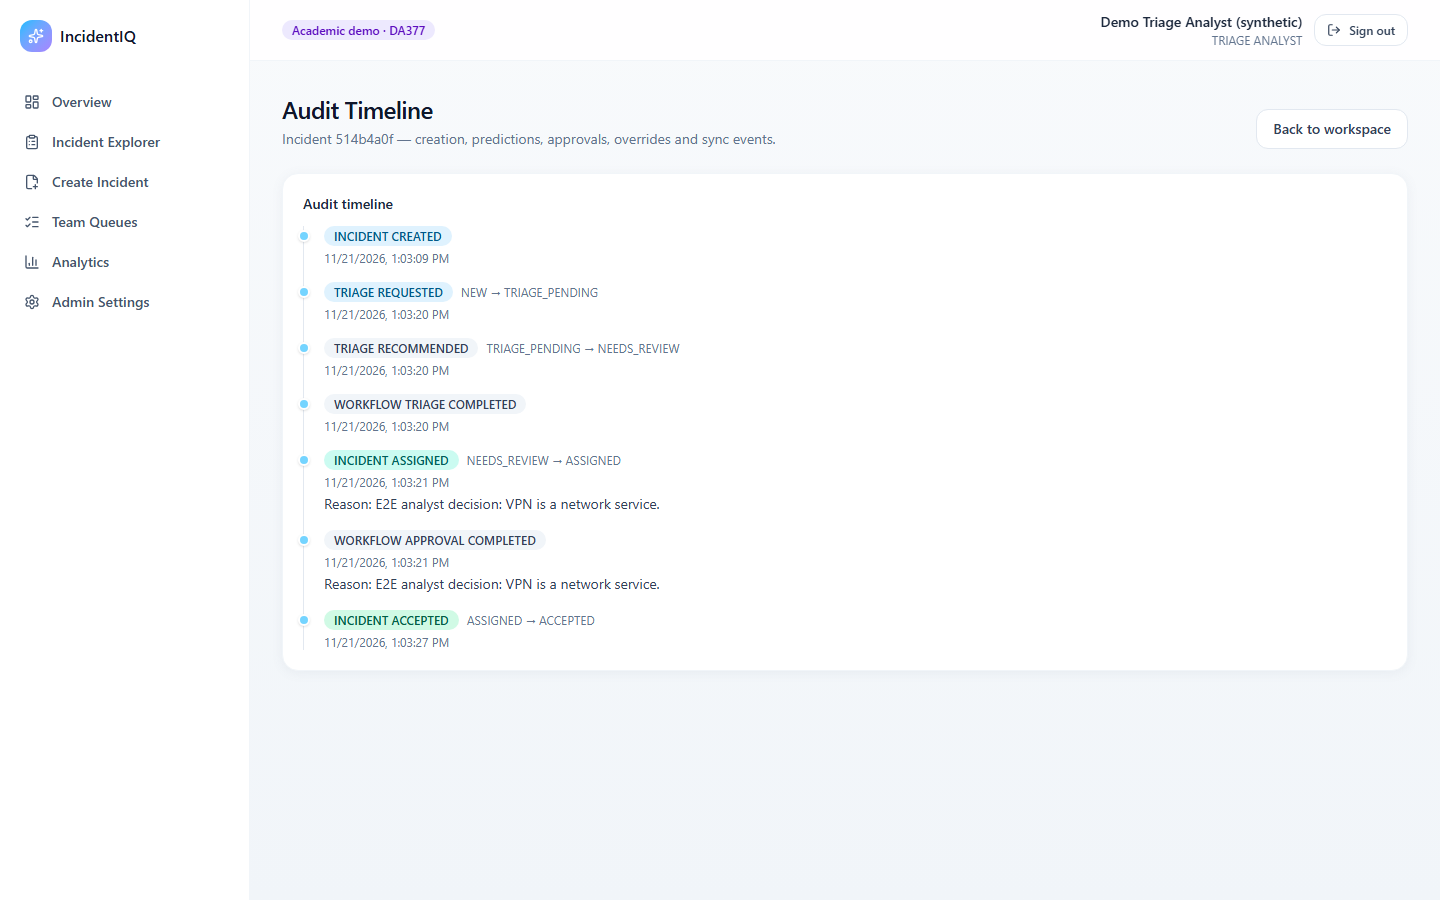 IncidentIQ
Overview
Incident Explorer
Create Incident
Team Queues
Analytics
Admin Settings
Academic demo · DA377
Demo Triage Analyst (synthetic)
TRIAGE ANALYST
Sign out
Audit Timeline
Incident 514b4a0f — creation, predictions, approvals, overrides and sync events.
Back to workspace
Audit timeline
INCIDENT CREATED
11/21/2026, 1:03:09 PM
TRIAGE REQUESTED NEW → TRIAGE_PENDING
11/21/2026, 1:03:20 PM
TRIAGE RECOMMENDED TRIAGE_PENDING → NEEDS_REVIEW
11/21/2026, 1:03:20 PM
WORKFLOW TRIAGE COMPLETED
11/21/2026, 1:03:20 PM
INCIDENT ASSIGNED NEEDS_REVIEW → ASSIGNED
11/21/2026, 1:03:21 PM
Reason: E2E analyst decision: VPN is a network service.
WORKFLOW APPROVAL COMPLETED
11/21/2026, 1:03:21 PM
Reason: E2E analyst decision: VPN is a network service.
INCIDENT ACCEPTED ASSIGNED → ACCEPTED
11/21/2026, 1:03:27 PM